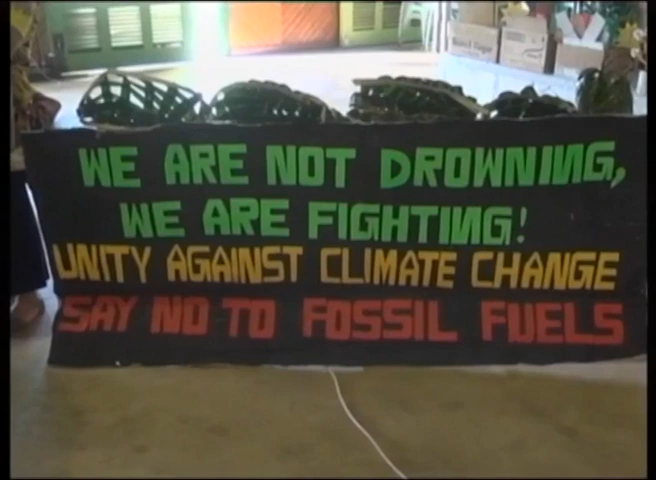 WE ARE NOT DROWNING,
WE ARE FIGHTING!
UNITY AGAINST CLIMATE CHANGE
SAY NO TO FOSSIL FUELS